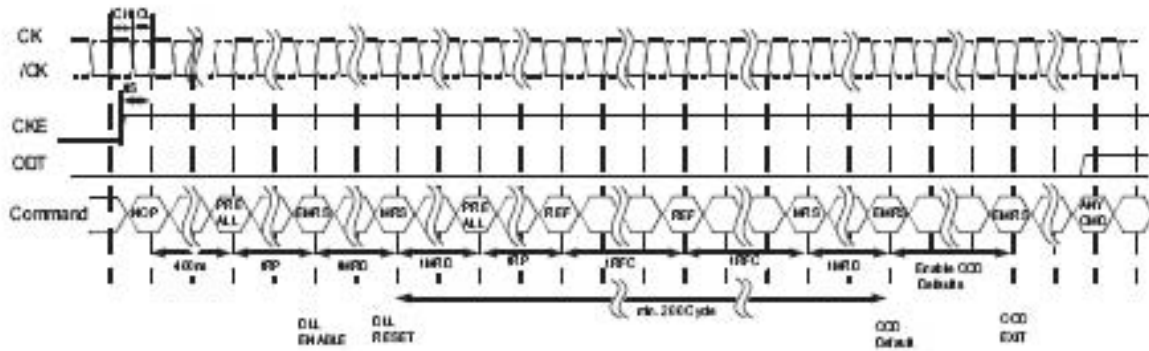 CK
/CK
CKE
ODT
Command
NOP
PRE ALL
EMRS
MRS
PRE ALL
REF
REF
MRS
EMRS
EMRS
ANY CMD
400ns
tRP
tMRD
tMRD
tRP
tRFC
tRFC
tMRD
Enable OCD
Defaults
min. 200 Cycle
DLL
ENABLE
DLL
RESET
OCD
Default
OCD
EXIT